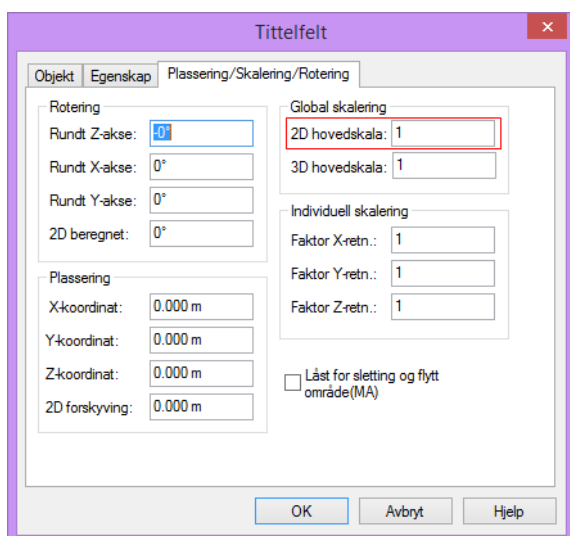 Tittelfelt
Objekt Egenskap Plassering/Skalering/Rotering
Rotering
Rundt Z-akse: -0°
Rundt X-akse: 0°
Rundt Y-akse: 0°
2D beregnet: 0°
Plassering
X-koordinat: 0.000 m
Y-koordinat: 0.000 m
Z-koordinat: 0.000 m
2D forskyving: 0.000 m
Global skalering
2D hovedskala: 1
3D hovedskala: 1
Individuell skalering
Faktor X-retn.: 1
Faktor Y-retn.: 1
Faktor Z-retn.: 1
Låst for sletting og flytt
område(MA)
OK Avbryt Hjelp